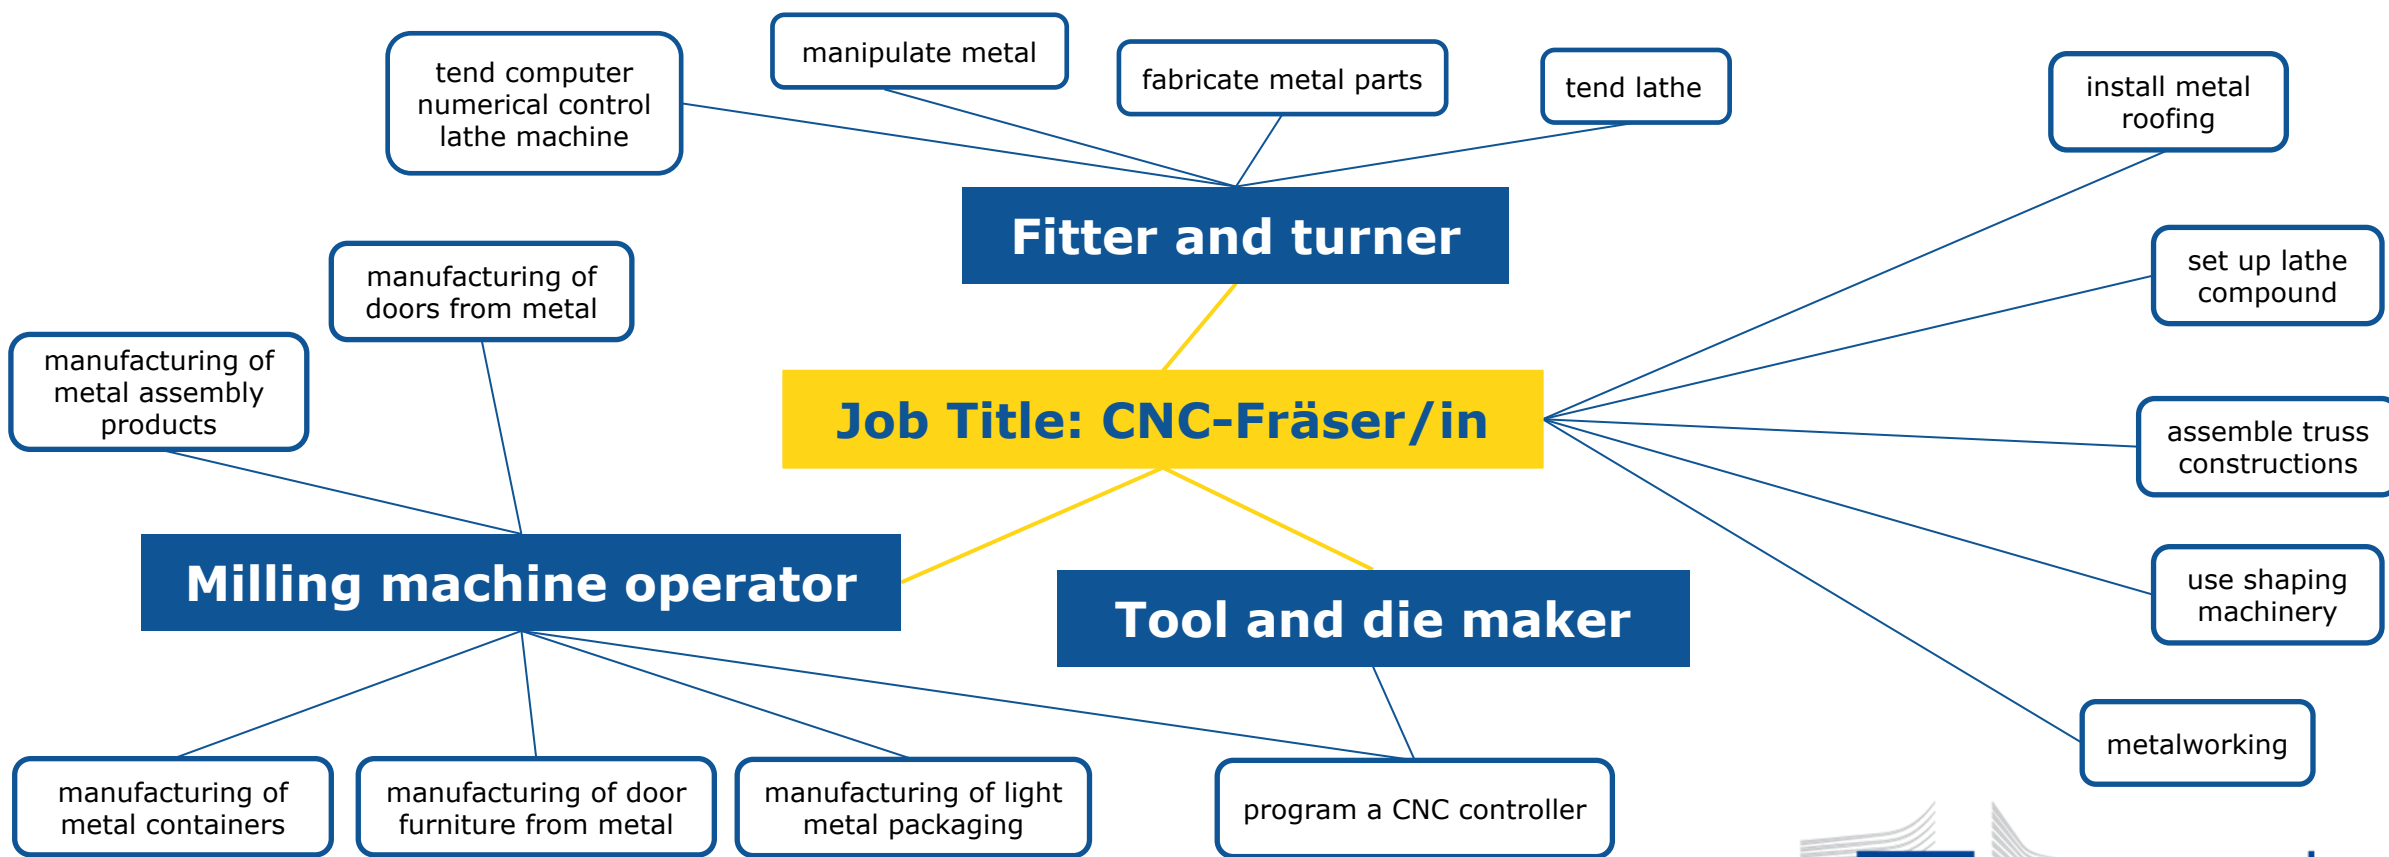 tend computer
numerical control
lathe machine
manipulate metal
fabricate metal parts
tend lathe
install metal
roofing
Fitter and turner
manufacturing of
doors from metal
set up lathe
compound
manufacturing of
metal assembly
products
Job Title: CNC-Fräser/in
assemble truss
constructions
Milling machine operator
Tool and die maker
use shaping
machinery
metalworking
manufacturing of
metal containers
manufacturing of door
furniture from metal
manufacturing of light
metal packaging
program a CNC controller